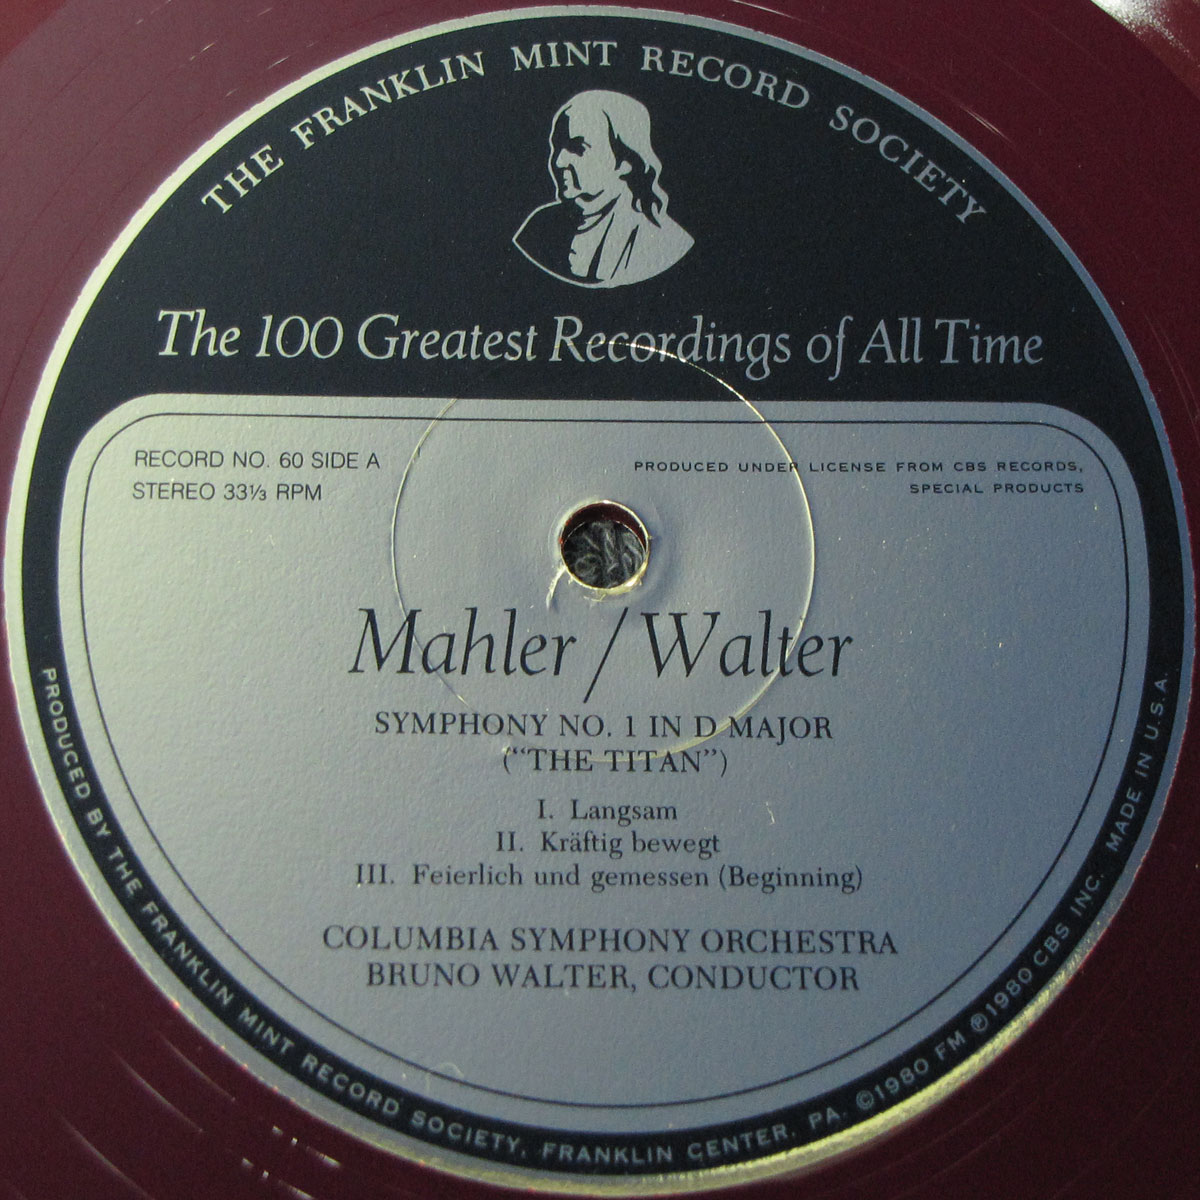 THE FRANKLIN MINT RECORD SOCIETY
The 100 Greatest Recordings of All Time
RECORD NO. 60 SIDE A
STEREO 33⅓ RPM
PRODUCED UNDER LICENSE FROM CBS RECORDS,
SPECIAL PRODUCTS
Mahler / Walter
SYMPHONY NO. 1 IN D MAJOR
("THE TITAN")
I. Langsam
II. Kräftig bewegt
III. Feierlich und gemessen (Beginning)
COLUMBIA SYMPHONY ORCHESTRA
BRUNO WALTER, CONDUCTOR
PRODUCED BY THE FRANKLIN MINT RECORD SOCIETY, FRANKLIN CENTER, PA. ©1980 FM ℗1980 CBS INC. MADE IN U.S.A.